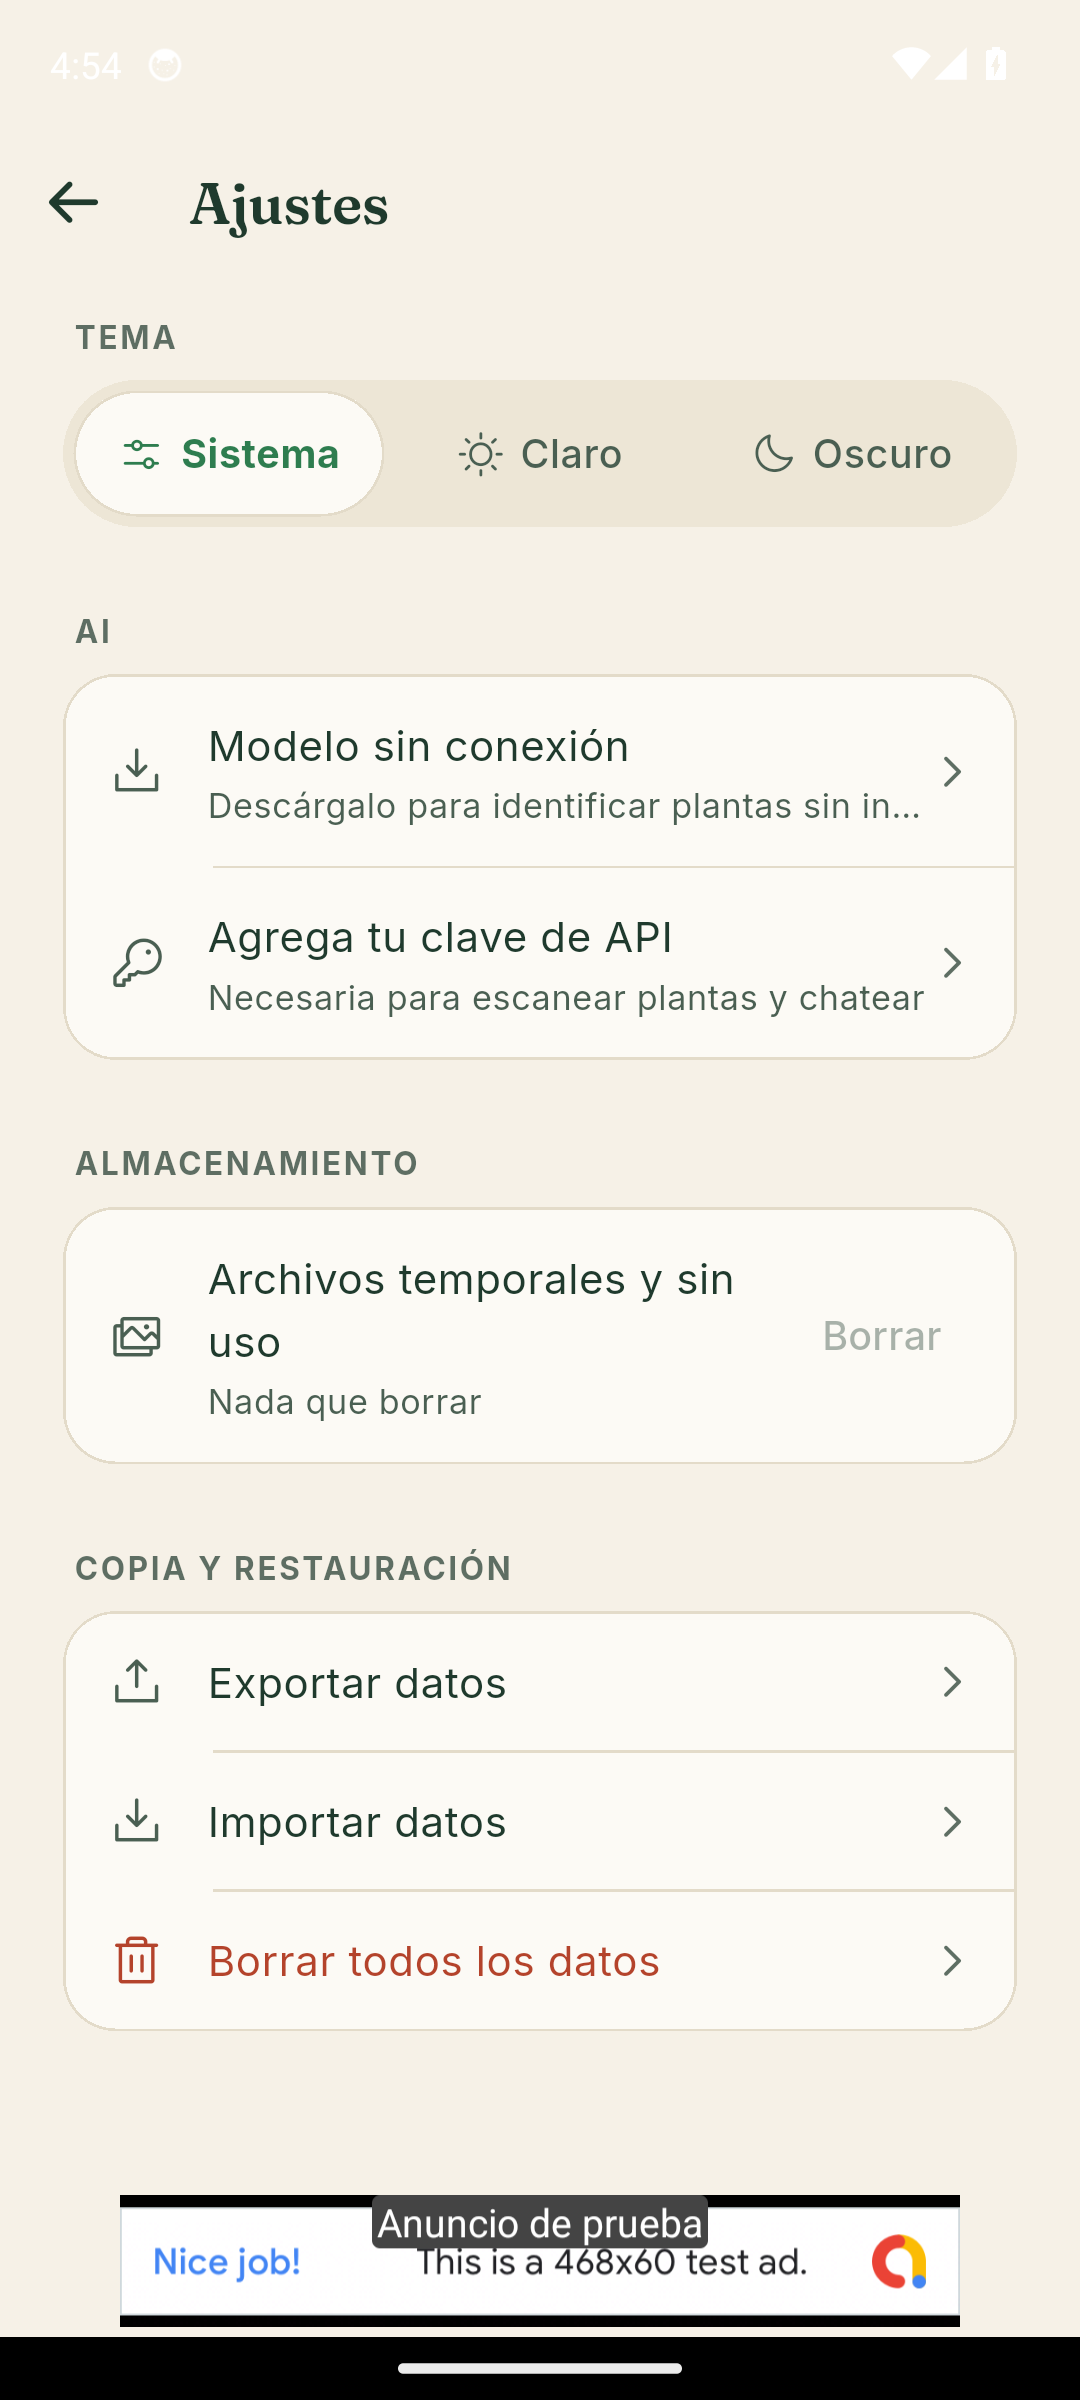 4:54
Ajustes
TEMA
Sistema
Claro
Oscuro
AI
Modelo sin conexión
Descárgalo para identificar plantas sin in...
Agrega tu clave de API
Necesaria para escanear plantas y chatear
ALMACENAMIENTO
Archivos temporales y sin
uso
Nada que borrar
Borrar
COPIA Y RESTAURACIÓN
Exportar datos
Importar datos
Borrar todos los datos
Anuncio de prueba
Nice job!
This is a 468x60 test ad.